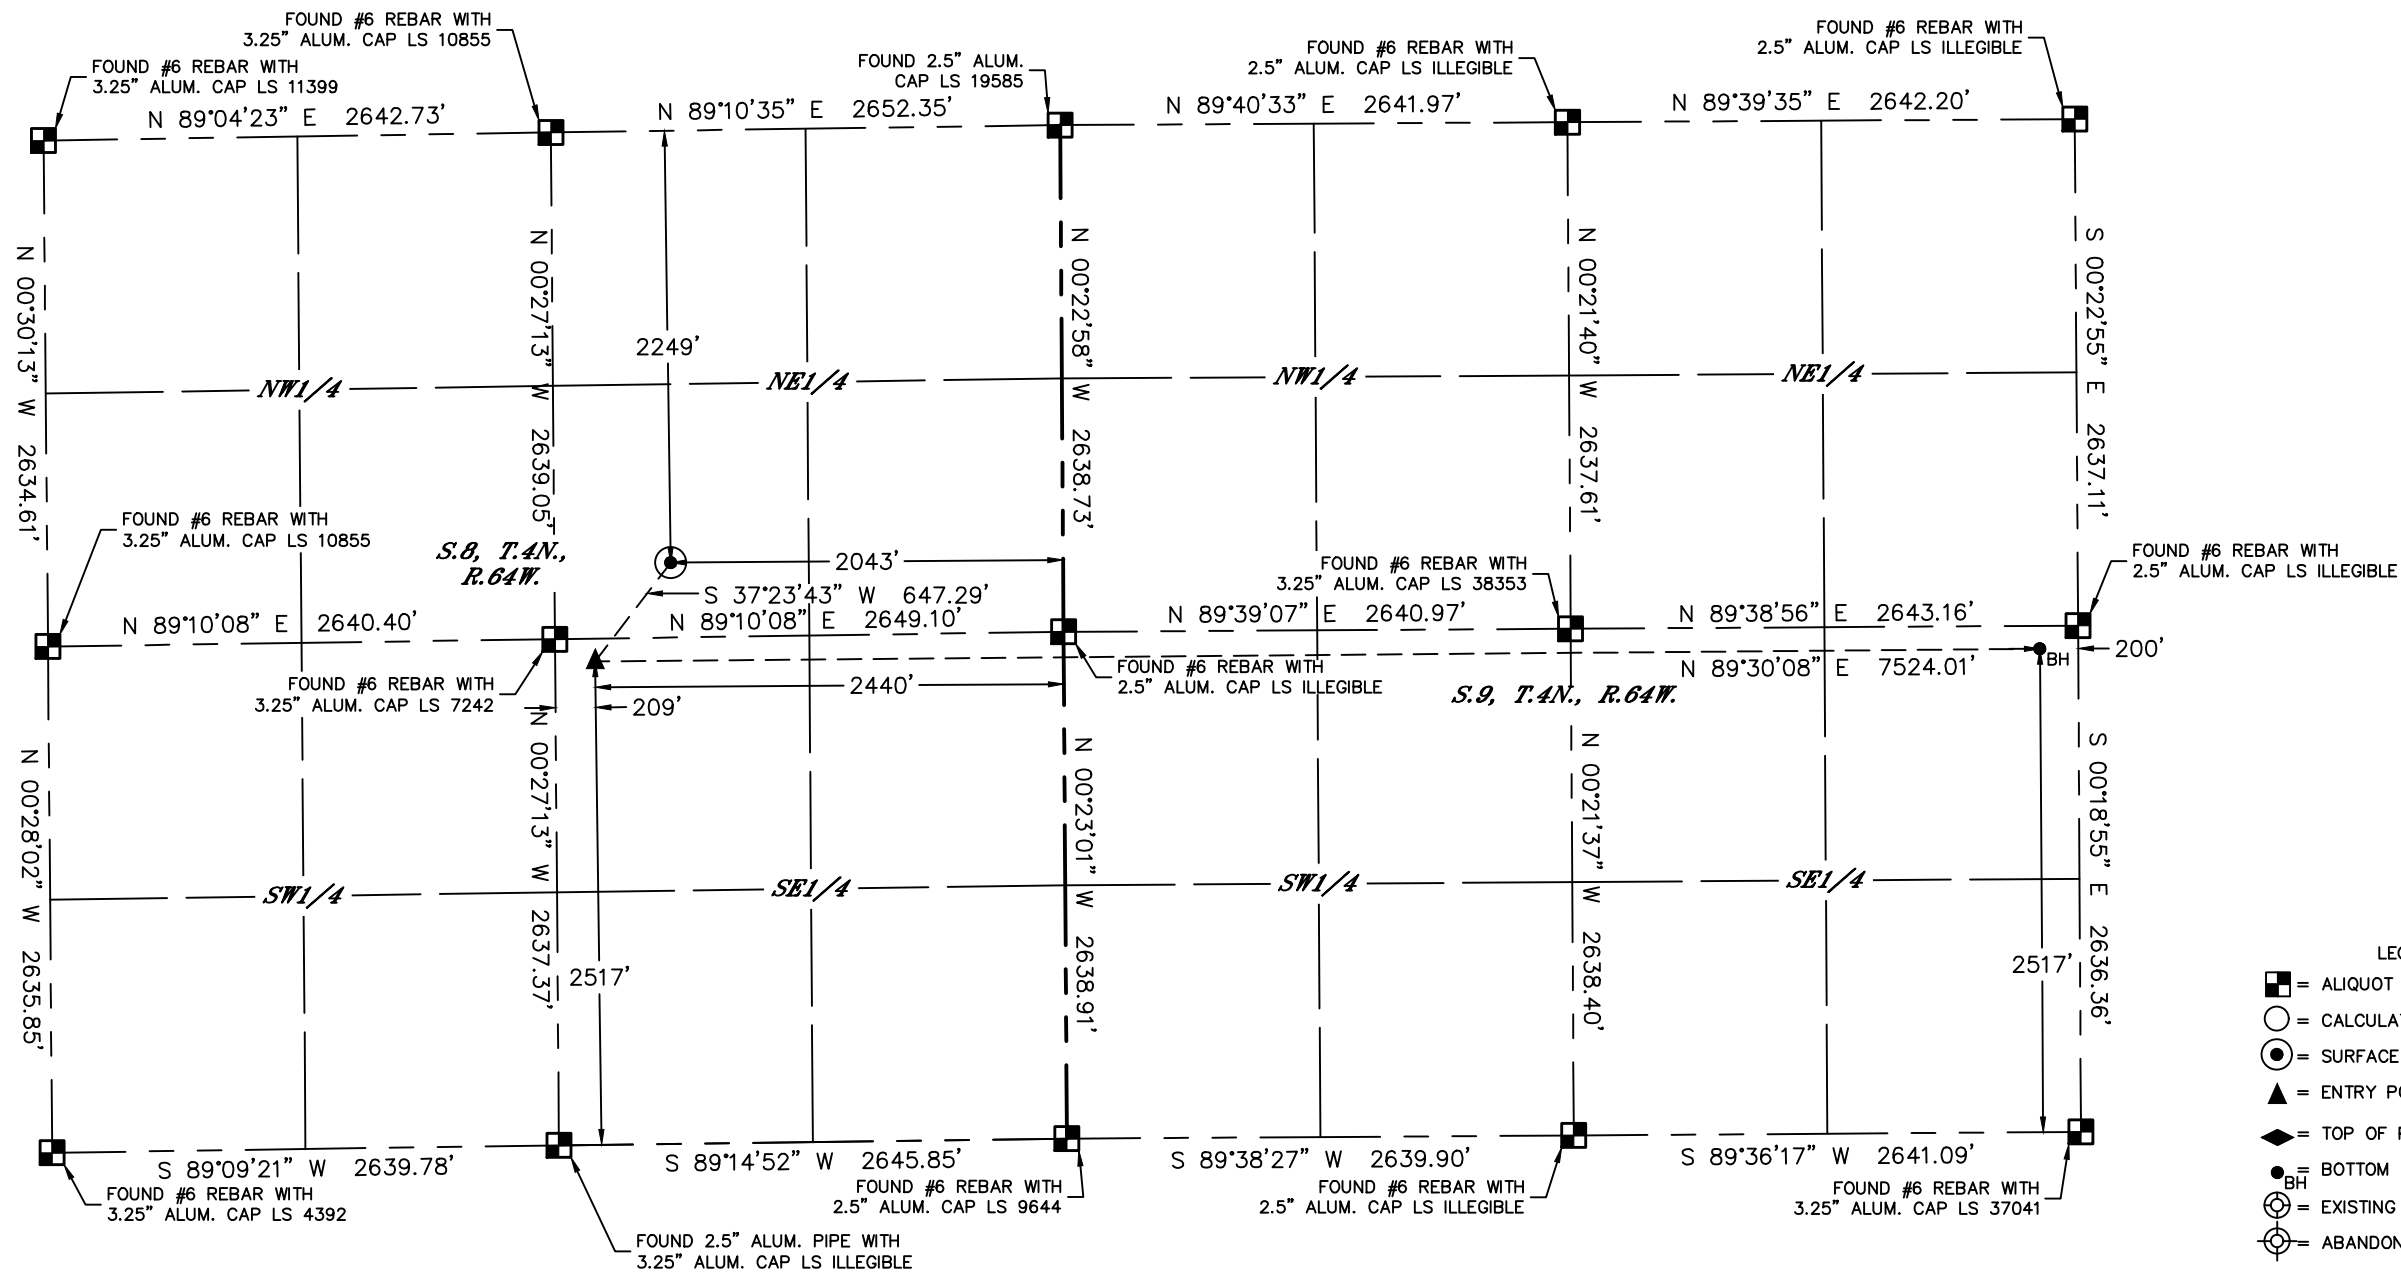 FOUND #6 REBAR WITH
3.25" ALUM. CAP LS 10855
FOUND #6 REBAR WITH
3.25" ALUM. CAP LS 11399
FOUND 2.5" ALUM.
CAP LS 19585
FOUND #6 REBAR WITH
2.5" ALUM. CAP LS ILLEGIBLE
FOUND #6 REBAR WITH
2.5" ALUM. CAP LS ILLEGIBLE
N 89°04'23" E 2642.73'
N 89°10'35" E 2652.35'
N 89°40'33" E 2641.97'
N 89°39'35" E 2642.20'
N 00°30'13" W 2634.61'
N 00°27'13" W 2639.05'
N 00°22'58" W 2638.73'
N 00°21'40" W 2637.61'
S 00°22'55" E 2637.11'
2249'
NW1/4
NE1/4
NW1/4
NE1/4
FOUND #6 REBAR WITH
3.25" ALUM. CAP LS 10855
S.8, T.4N.,
R.64W.
2043'
S 37°23'43" W 647.29'
FOUND #6 REBAR WITH
3.25" ALUM. CAP LS 38353
FOUND #6 REBAR WITH
2.5" ALUM. CAP LS ILLEGIBLE
N 89°10'08" E 2640.40'
N 89°10'08" E 2649.10'
N 89°39'07" E 2640.97'
N 89°38'56" E 2643.16'
200'
BH
N 89°30'08" E 7524.01'
FOUND #6 REBAR WITH
3.25" ALUM. CAP LS 7242
2440'
209'
FOUND #6 REBAR WITH
2.5" ALUM. CAP LS ILLEGIBLE
S.9, T.4N., R.64W.
N 00°28'02" W 2635.85'
N 00°27'13" W 2637.37'
N 00°23'01" W 2638.91'
N 00°21'37" W 2638.40'
S 00°18'55" E 2636.36'
SW1/4
SE1/4
SW1/4
SE1/4
2517'
2517'
S 89°09'21" W 2639.78'
S 89°14'52" W 2645.85'
S 89°38'27" W 2639.90'
S 89°36'17" W 2641.09'
FOUND #6 REBAR WITH
3.25" ALUM. CAP LS 4392
FOUND 2.5" ALUM. PIPE WITH
3.25" ALUM. CAP LS ILLEGIBLE
FOUND #6 REBAR WITH
2.5" ALUM. CAP LS 9644
FOUND #6 REBAR WITH
2.5" ALUM. CAP LS ILLEGIBLE
FOUND #6 REBAR WITH
3.25" ALUM. CAP LS 37041
= ALIQUOT
=
= SURFACE
= ENTRY
= TOP OF
BH = BOTTOM
= EXISTING
=